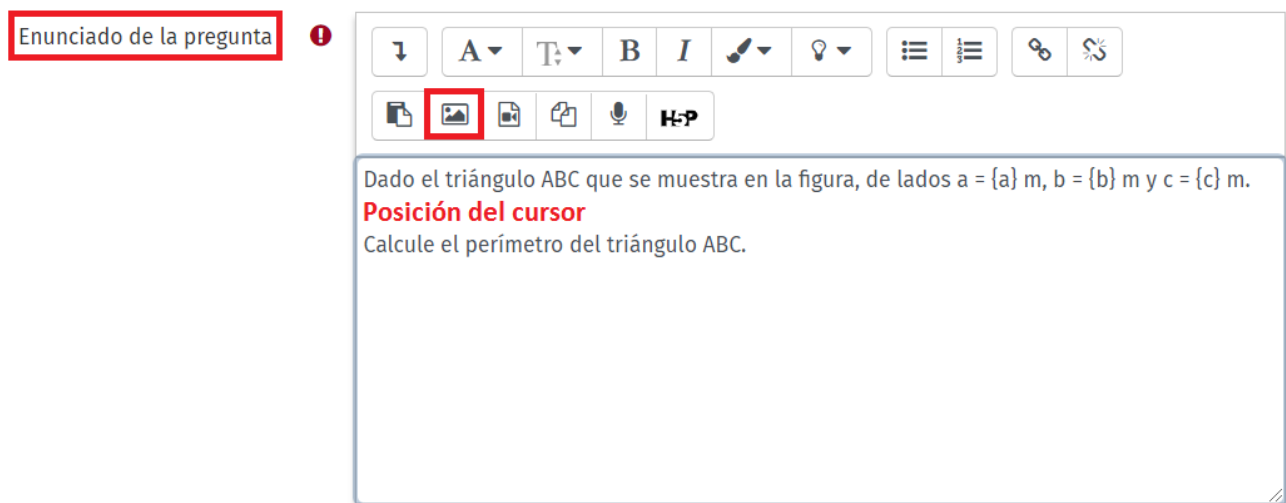 Enunciado de la pregunta
A B I
H5P
Dado el triángulo ABC que se muestra en la figura, de lados a = {a} m, b = {b} m y c = {c} m.
Posición del cursor
Calcule el perímetro del triángulo ABC.